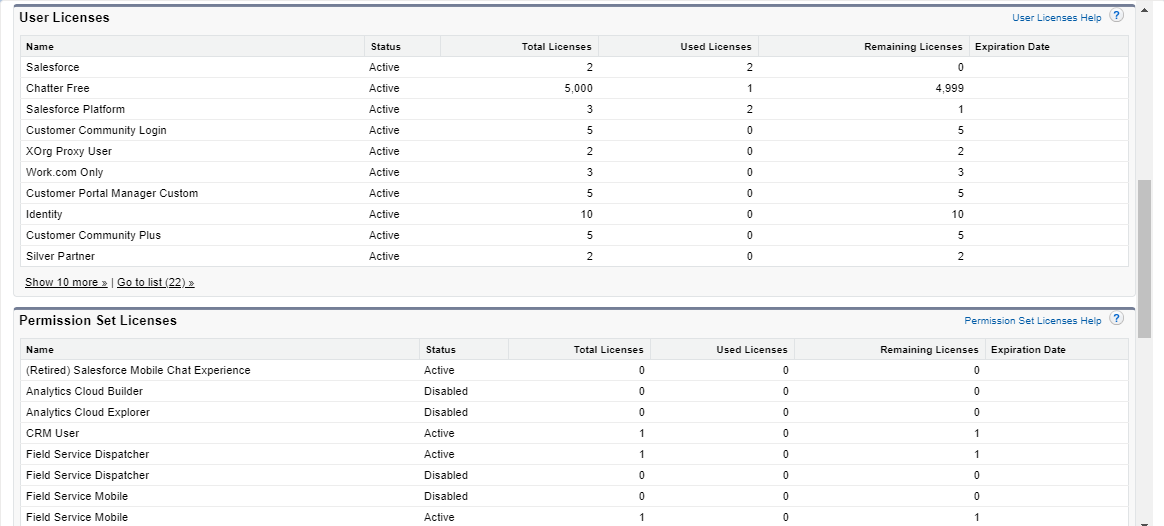 User Licenses
User Licenses Help ?
Name Status Total Licenses Used Licenses Remaining Licenses Expiration Date
Salesforce Active 2 2 0
Chatter Free Active 5,000 1 4,999
Salesforce Platform Active 3 2 1
Customer Community Login Active 5 0 5
XOrg Proxy User Active 2 0 2
Work.com Only Active 3 0 3
Customer Portal Manager Custom Active 5 0 5
Identity Active 10 0 10
Customer Community Plus Active 5 0 5
Silver Partner Active 2 0 2
Show 10 more » | Go to list (22) »
Permission Set Licenses
Permission Set Licenses Help ?
Name Status Total Licenses Used Licenses Remaining Licenses Expiration Date
(Retired) Salesforce Mobile Chat Experience Active 0 0 0
Analytics Cloud Builder Disabled 0 0 0
Analytics Cloud Explorer Disabled 0 0 0
CRM User Active 1 0 1
Field Service Dispatcher Active 1 0 1
Field Service Dispatcher Disabled 0 0 0
Field Service Mobile Disabled 0 0 0
Field Service Mobile Active 1 0 1